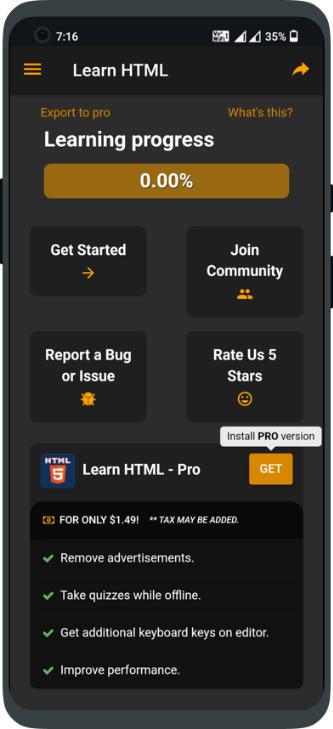 7:16
35%
Learn HTML
Export to pro
What's this?
Learning progress
0.00%
Get Started
Join
Community
Report a Bug
or Issue
Rate Us 5
Stars
Install PRO version
HTML
5
Learn HTML - Pro
GET
FOR ONLY $1.49!
** TAX MAY BE ADDED.
Remove advertisements.
Take quizzes while offline.
Get additional keyboard keys on editor.
Improve performance.